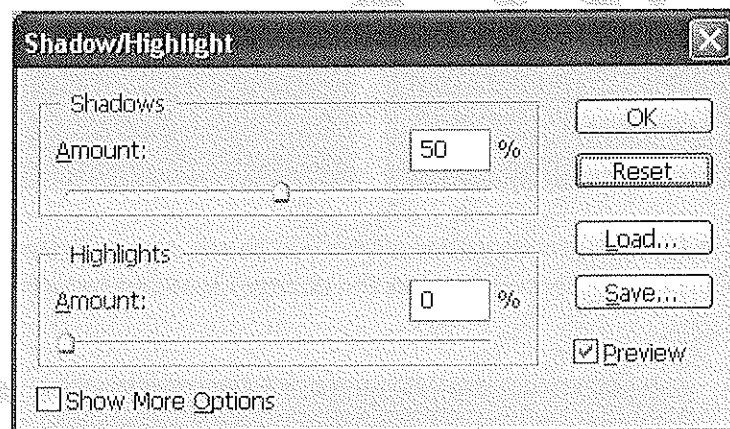 Shadow/Highlight
Shadows
Amount: 50 %
Highlights
Amount: 0 %
Show More Options
OK
Reset
Load...
Save...
Preview